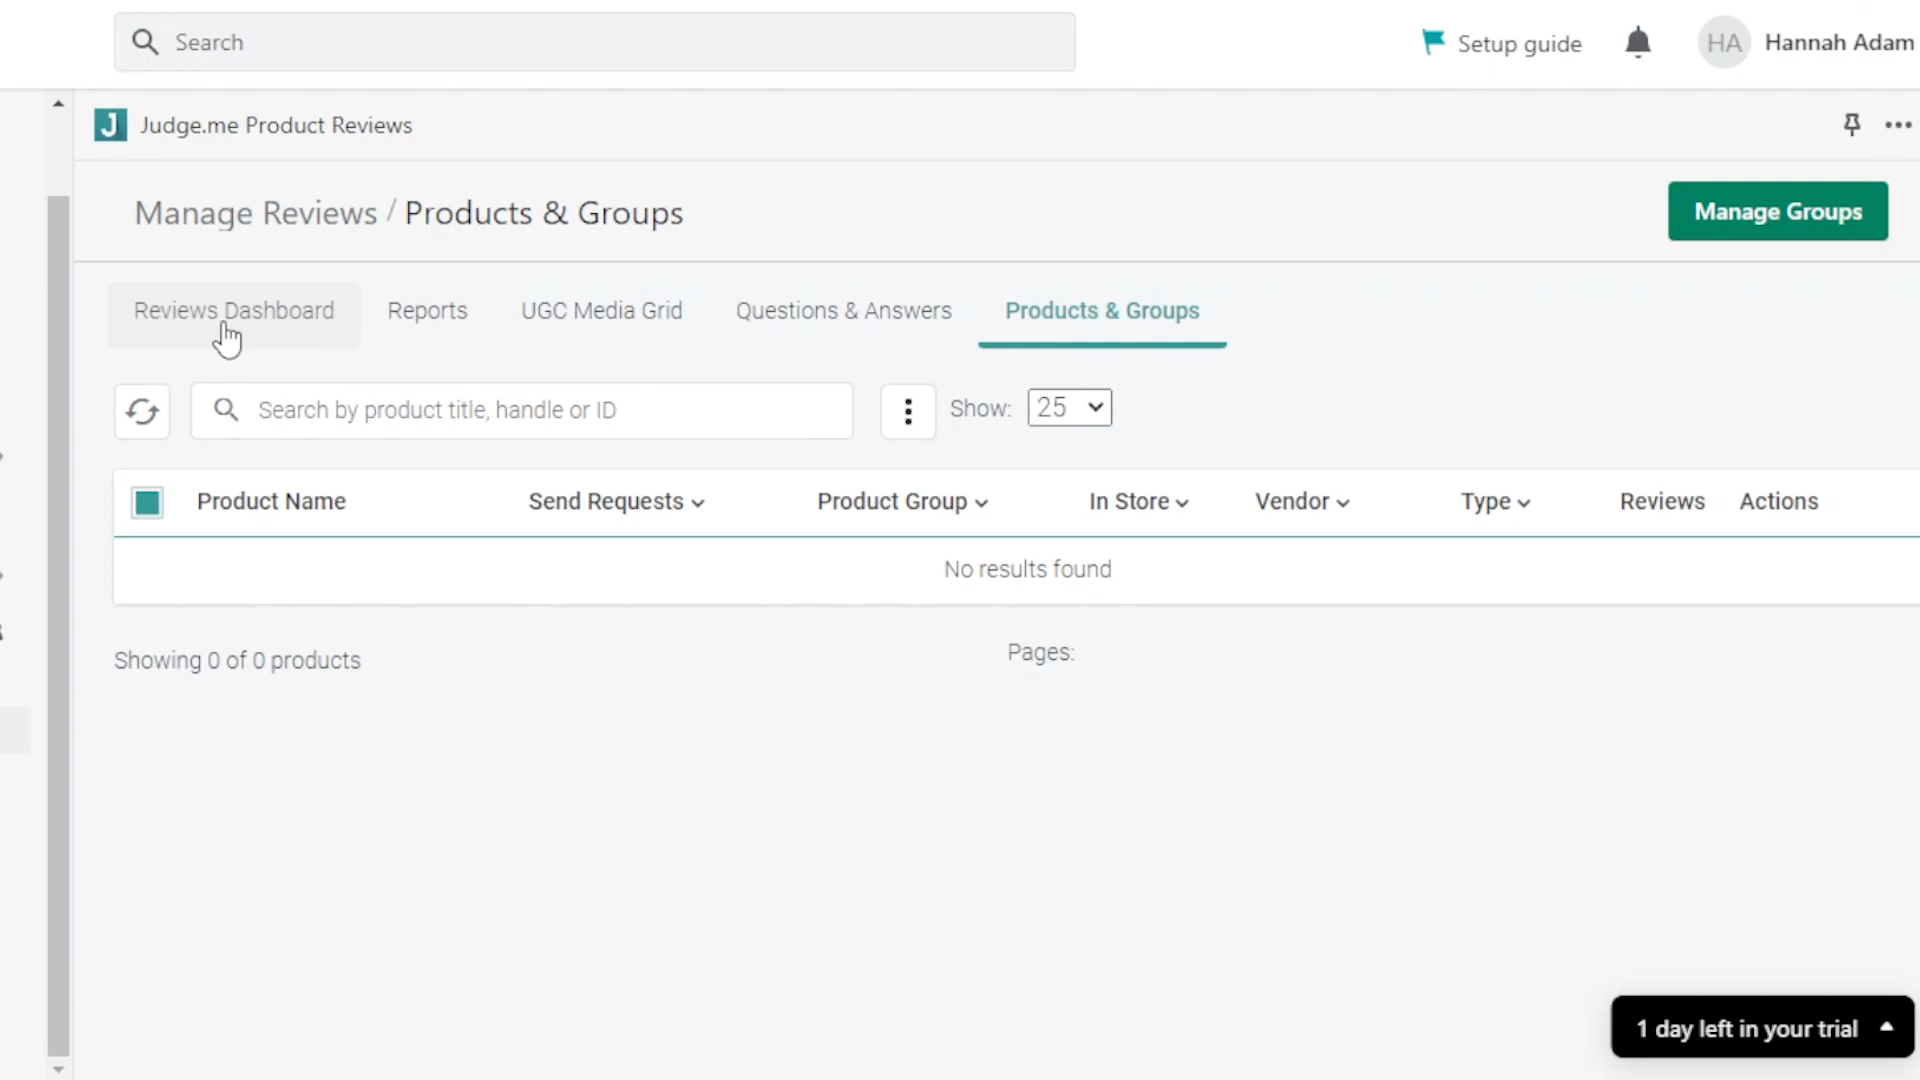 Search
Setup guide
HA
Hannah Adam
J
Judge.me Product Reviews
Manage Reviews / Products & Groups
Manage Groups
Reviews Dashboard
Reports
UGC Media Grid
Questions & Answers
Products & Groups
Search by product title, handle or ID
Show:
25
Product Name
Send Requests
Product Group
In Store
Vendor
Type
Reviews
Actions
No results found
Showing 0 of 0 products
Pages:
1 day left in your trial